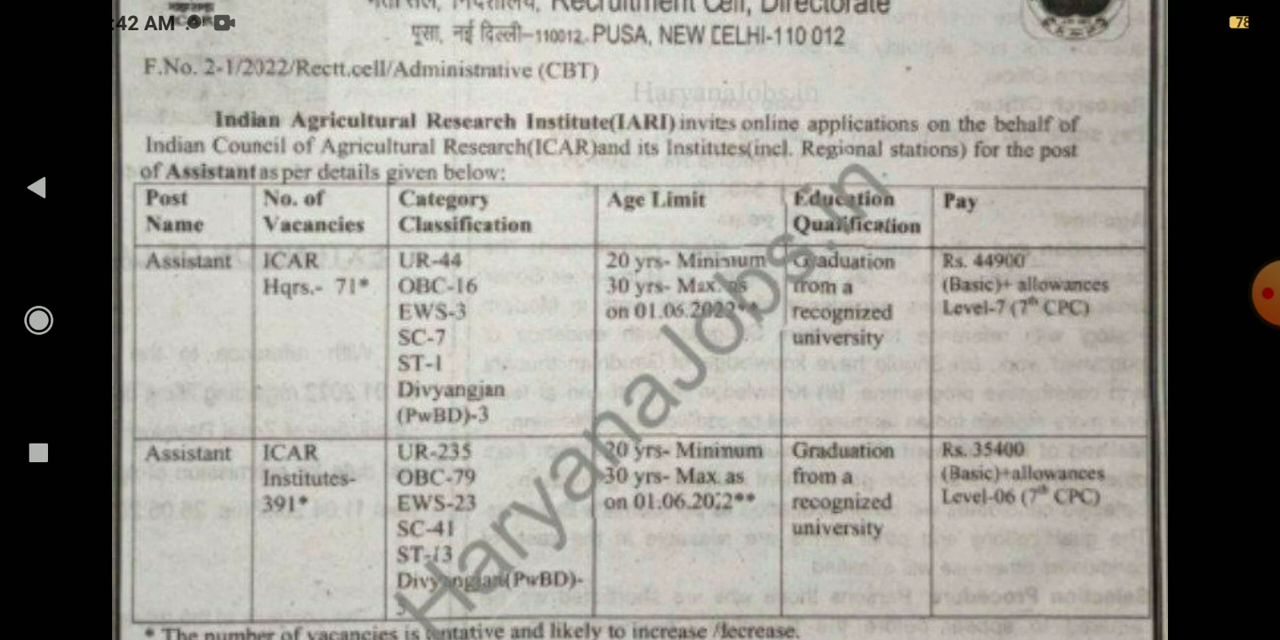 :42 AM
78
Recruitment Cell, Directorate
पूसा, नई दिल्ली–110012, PUSA, NEW DELHI-110 012
F.No. 2-1/2022/Rectt.cell/Administrative (CBT)
HaryanaJobs.in
Indian Agricultural Research Institute(IARI) invites online applications on the behalf of
Indian Council of Agricultural Research(ICAR)and its Institutes(incl. Regional stations) for the post
of Assistant as per details given below:
Post Name
No. of Vacancies
Category Classification
Age Limit
Education Qualification
Pay
Assistant
ICAR
Hqrs.- 71*
UR-44
OBC-16
EWS-3
SC-7
ST-1
Divyangjan
(PwBD)-3
20 yrs- Minimum
30 yrs- Max. as
on 01.06.2022**
Graduation
from a
recognized
university
Rs. 44900
(Basic)+ allowances
Level-7 (7th CPC)
Assistant
ICAR
Institutes-
391*
UR-235
OBC-79
EWS-23
SC-41
ST-13
Divyangjan(PwBD)-
20 yrs- Minimum
30 yrs- Max as
on 01.06.2022**
Graduation
from a
recognized
university
Rs. 35400
(Basic)+allowances
Level-06 (7th CPC)
HaryanaJobs.in
* The number of vacancies is tentative and likely to increase /decrease.